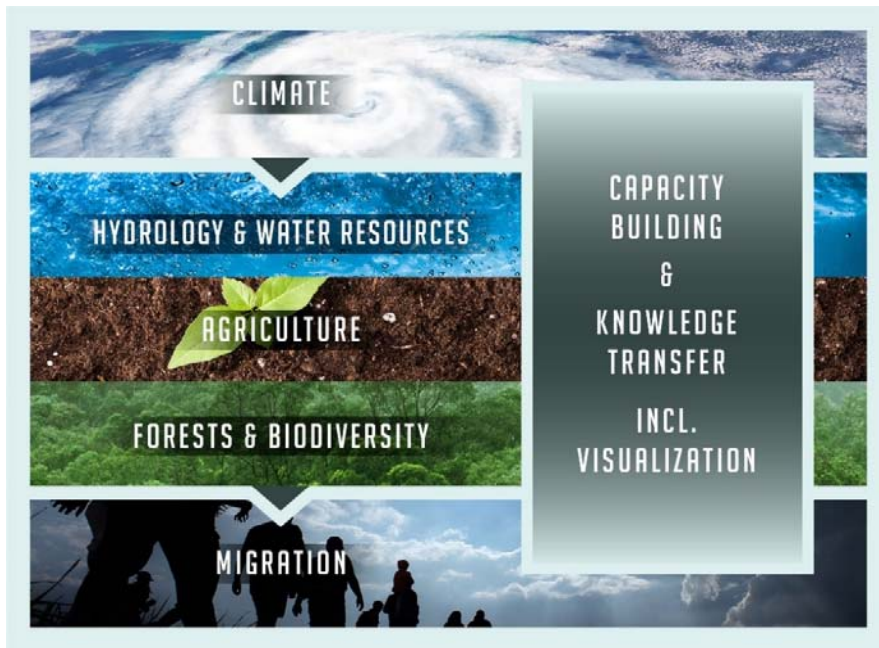 CLIMATE
HYDROLOGY & WATER RESOURCES
AGRICULTURE
FORESTS & BIODIVERSITY
MIGRATION
CAPACITY
BUILDING
&
KNOWLEDGE
TRANSFER
INCL.
VISUALIZATION